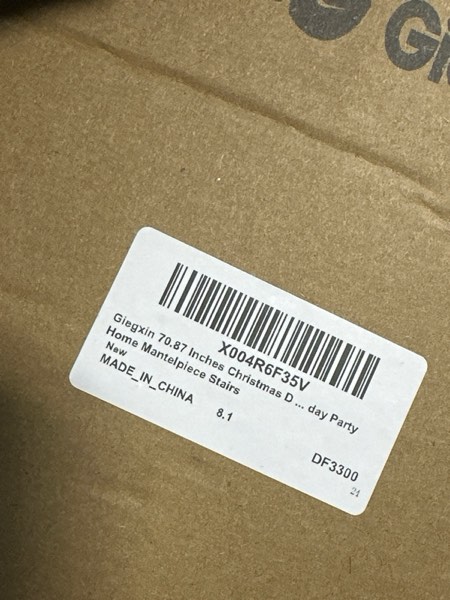 Gi
X004R6F35V
Giegxin 70.87 Inches Christmas D ... day Party
Home Mantelpiece Stairs
New
MADE_IN_CHINA
8.1
DF3300
21